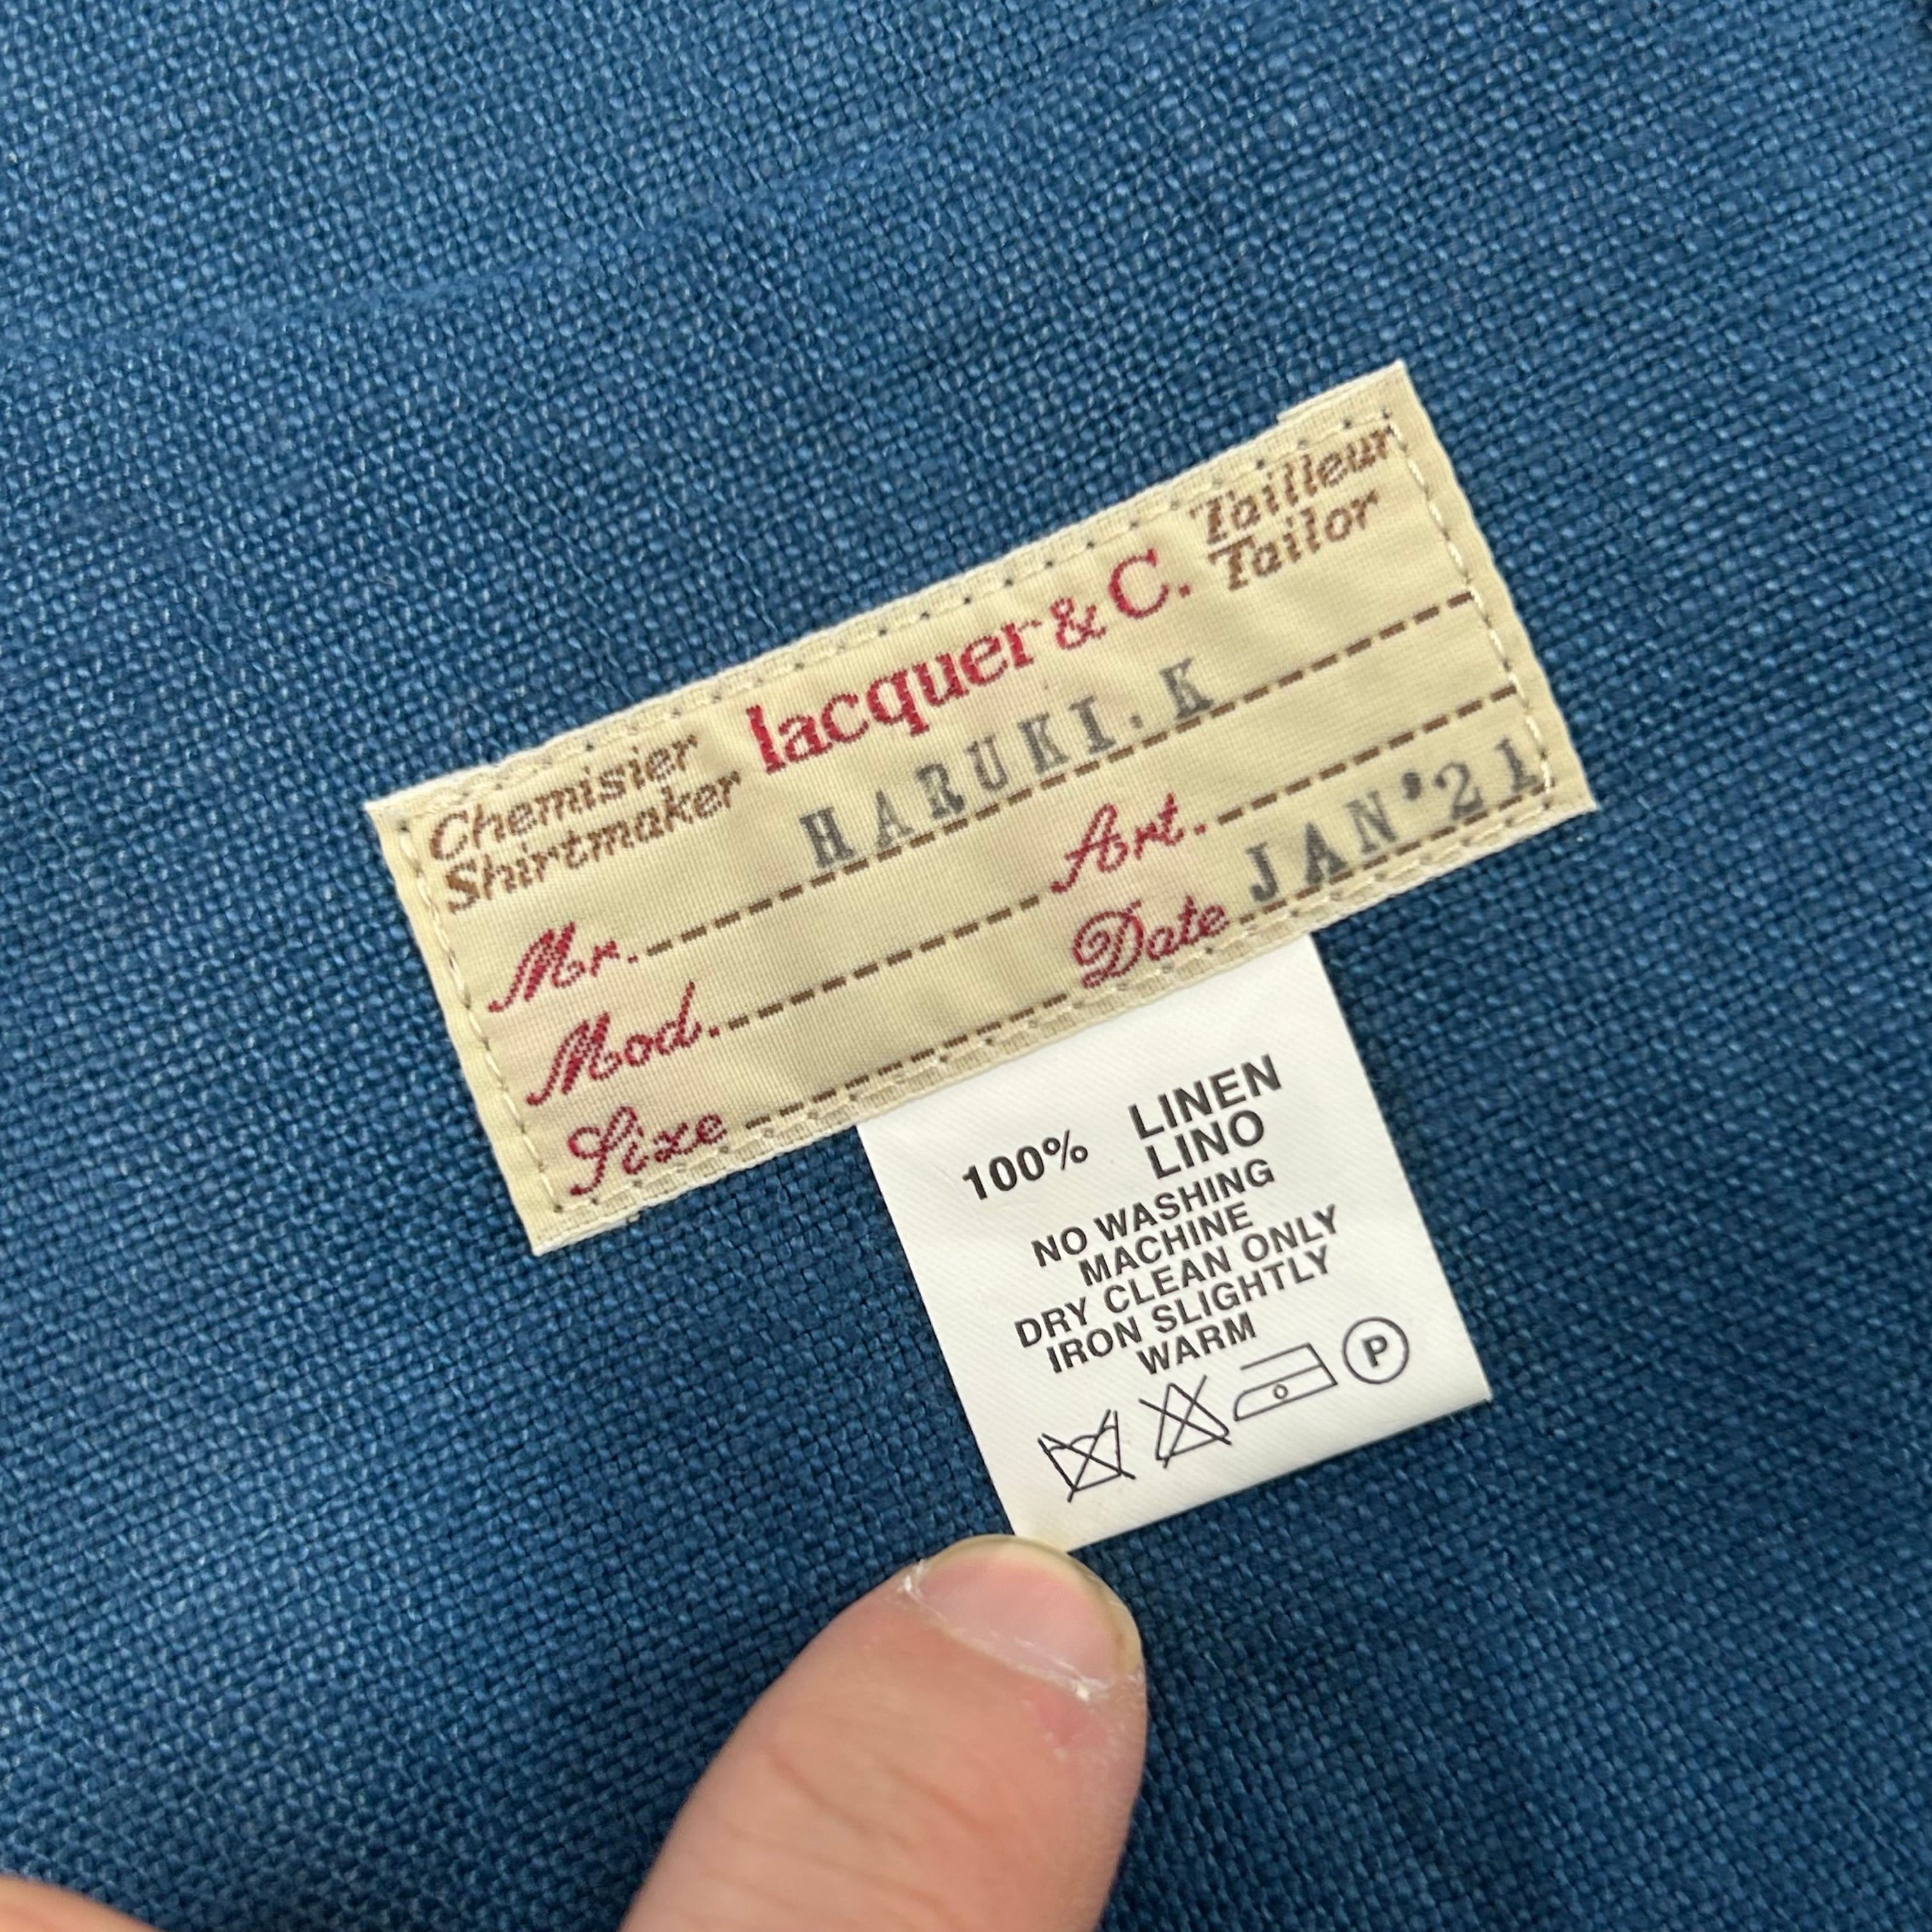 Chemisier lacquer & C. Tailleur
Shirtmaker Tailor
Mr. HARUKI.K
Mod. Art.
Size Date JAN'21
100% LINEN
LINO
NO WASHING
MACHINE
DRY CLEAN ONLY
IRON SLIGHTLY
WARM
P